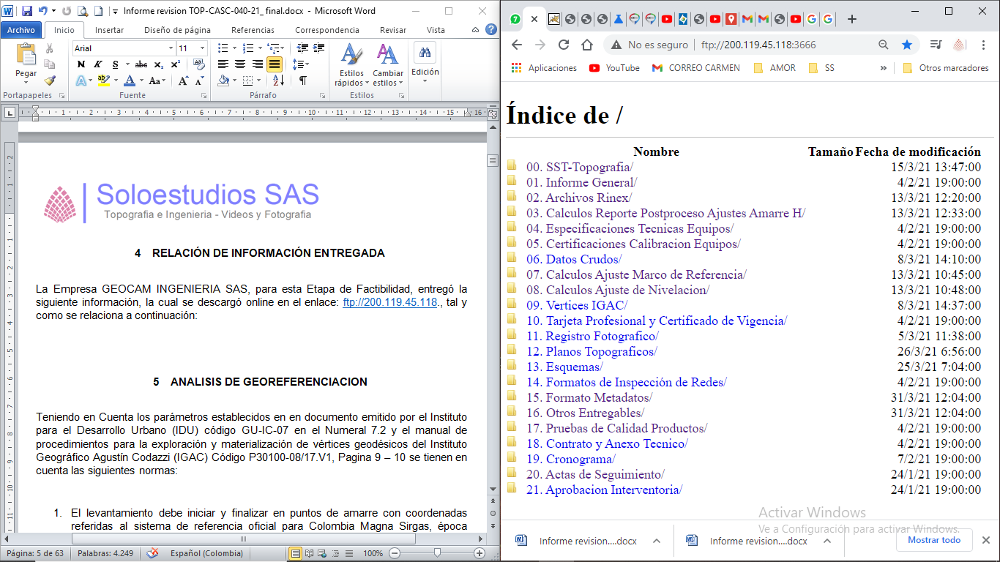 Informe revision TOP-CASC-040-21_ final.docx - Microsoft Word
Archivo Inicio Insertar Diseño de página Referencias Correspondencia Revisar Vista
Pegar
Arial 11
N K S abc x₂ x²
Aa A A
Estilos rápidos
Cambiar estilos
Edición
Portapapeles Fuente Párrafo Estilos
Soloestudios SAS
Topografia e Ingenieria - Videos y Fotografia
4 RELACIÓN DE INFORMACIÓN ENTREGADA
La Empresa GEOCAM INGENIERIA SAS, para esta Etapa de Factibilidad, entregó la
siguiente información, la cual se descargó online en el enlace: ftp://200.119.45.118., tal y
como se relaciona a continuación:
5 ANALISIS DE GEOREFERENCIACION
Teniendo en Cuenta los parámetros establecidos en en documento emitido por el Instituto
para el Desarrollo Urbano (IDU) código GU-IC-07 en el Numeral 7.2 y el manual de
procedimientos para la exploración y materialización de vértices geodésicos del Instituto
Geográfico Agustín Codazzi (IGAC) Código P30100-08/17.V1, Pagina 9 – 10 se tienen en
cuenta las siguientes normas:
1. El levantamiento debe iniciar y finalizar en puntos de amarre con coordenadas
referidas al sistema de referencia oficial para Colombia Magna Sirgas, época
Página: 5 de 63 Palabras: 4.249 Español (Colombia) 100%
No es seguro ftp://200.119.45.118:3666
Aplicaciones YouTube CORREO CARMEN AMOR SS » Otros marcadores
Índice de /
Nombre Tamaño Fecha de modificación
00. SST-Topografia/ 15/3/21 13:47:00
01. Informe General/ 4/2/21 19:00:00
02. Archivos Rinex/ 13/3/21 12:20:00
03. Calculos Reporte Postproceso Ajustes Amarre H/ 13/3/21 12:33:00
04. Especificaciones Tecnicas Equipos/ 4/2/21 19:00:00
05. Certificaciones Calibracion Equipos/ 4/2/21 19:00:00
06. Datos Crudos/ 8/3/21 14:10:00
07. Calculos Ajuste Marco de Referencia/ 13/3/21 10:45:00
08. Calculos Ajuste de Nivelacion/ 13/3/21 10:48:00
09. Vertices IGAC/ 8/3/21 14:37:00
10. Tarjeta Profesional y Certificado de Vigencia/ 4/2/21 19:00:00
11. Registro Fotografico/ 5/3/21 11:38:00
12. Planos Topograficos/ 26/3/21 6:56:00
13. Esquemas/ 25/3/21 7:04:00
14. Formatos de Inspección de Redes/ 4/2/21 19:00:00
15. Formato Metadatos/ 31/3/21 12:04:00
16. Otros Entregables/ 31/3/21 12:04:00
17. Pruebas de Calidad Productos/ 4/2/21 19:00:00
18. Contrato y Anexo Tecnico/ 4/2/21 19:00:00
19. Cronograma/ 7/2/21 19:00:00
20. Actas de Seguimiento/ 24/1/21 19:00:00
21. Aprobacion Interventoria/ 24/1/21 19:00:00
Activar Windows
Ve a Configuración para activar Windows.
Informe revision....docx Informe revision....docx Mostrar todo